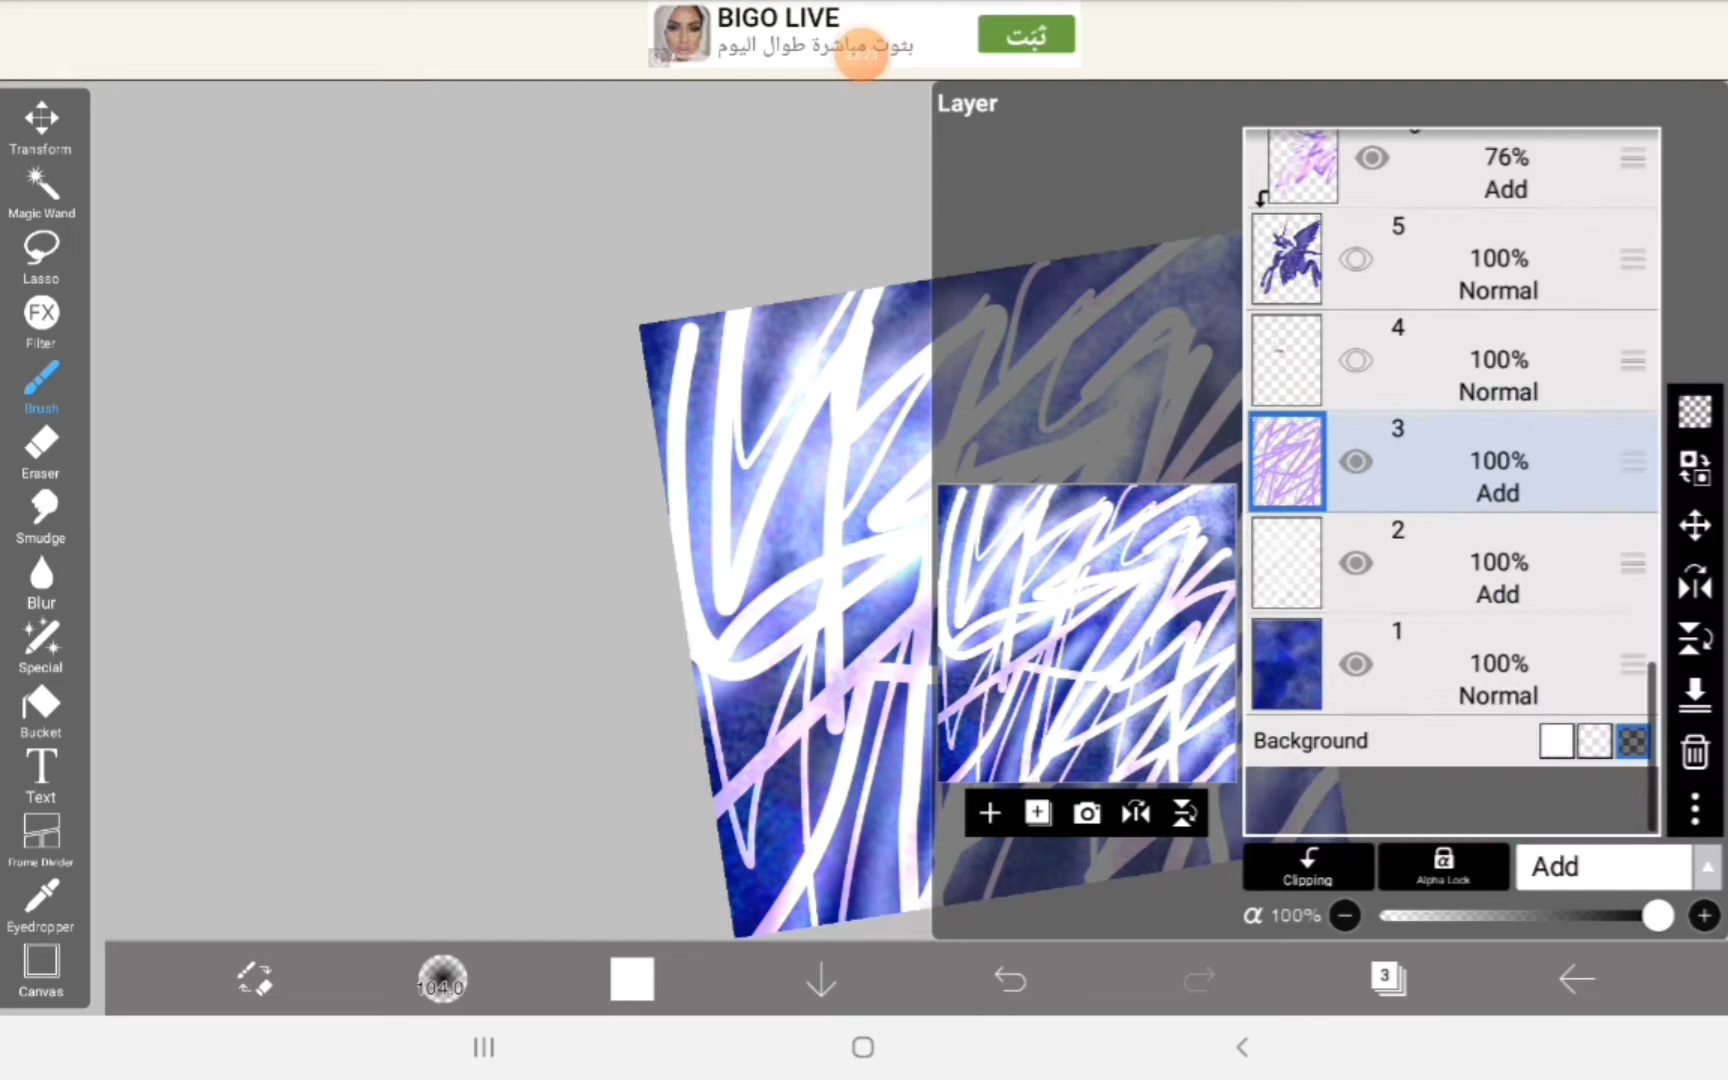 BIGO LIVE
بثوث مباشرة طوال اليوم
ثبَت
Transform
Magic Wand
Lasso
FX
Filter
Brush
Eraser
Smudge
Blur
Special
Bucket
T
Text
Frame Divider
Eyedropper
Canvas
Layer
76%
Add
5
100%
Normal
4
100%
Normal
3
100%
Add
2
100%
Add
1
100%
Normal
Background
Clipping
α
Alpha Lock
Add
α 100%
104.0
3